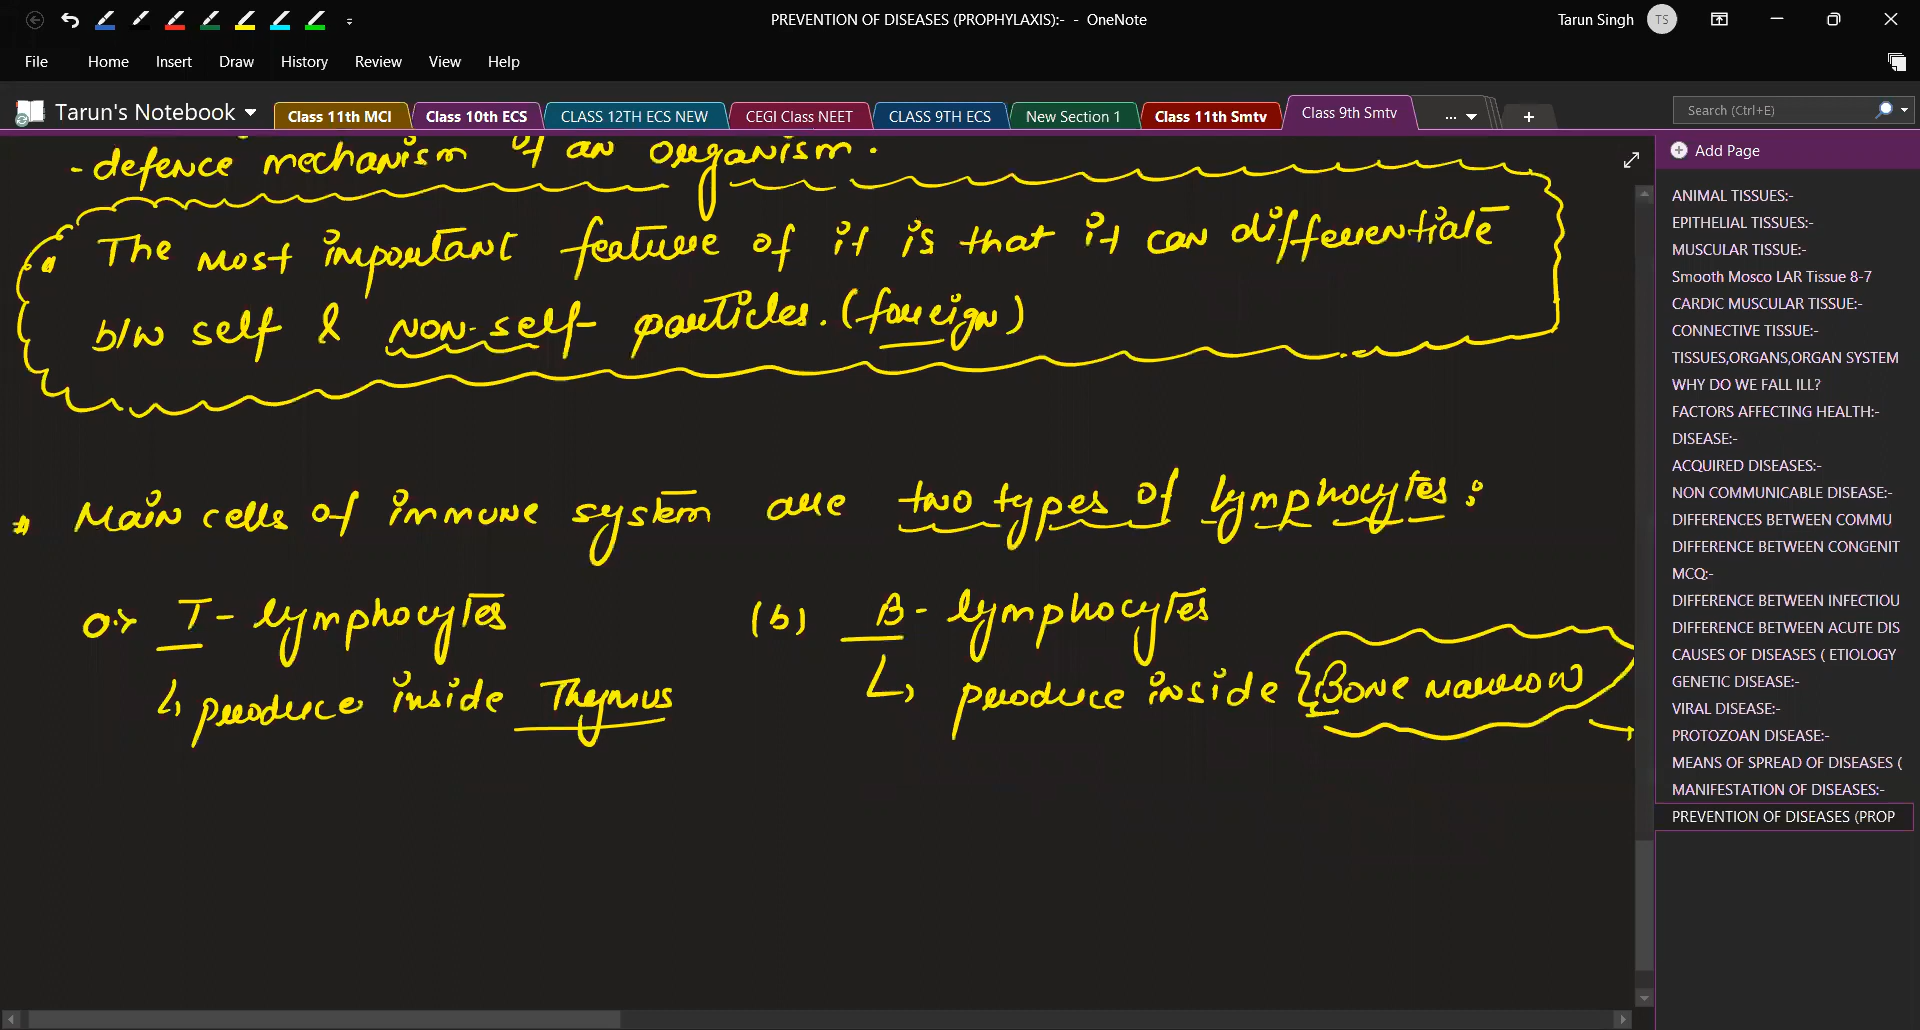 PREVENTION OF DISEASES (PROPHYLAXIS):- - OneNote
Tarun Singh TS
File Home Insert Draw History Review View Help
Tarun's Notebook
Class 11th MCI Class 10th ECS CLASS 12TH ECS NEW CEGI Class NEET CLASS 9TH ECS New Section 1 Class 11th Smtv Class 9th Smtv ... +
Search (Ctrl+E)
- defence mechanism of an organism.
The most important feature of it is that it can differentiate
b/w self & non-self particles. (foreign)
* Main cells of immune system are two types of lymphocytes:
a> T- lymphocytes
(b) B- lymphocytes
↳ produce inside Thymus
↳ produce inside {Bone marrow
Add Page
ANIMAL TISSUES:-
EPITHELIAL TISSUES:-
MUSCULAR TISSUE:-
Smooth Mosco LAR Tissue 8-7
CARDIC MUSCULAR TISSUE:-
CONNECTIVE TISSUE:-
TISSUES,ORGANS,ORGAN SYSTEM
WHY DO WE FALL ILL?
FACTORS AFFECTING HEALTH:-
DISEASE:-
ACQUIRED DISEASES:-
NON COMMUNICABLE DISEASE:-
DIFFERENCES BETWEEN COMMU
DIFFERENCE BETWEEN CONGENIT
MCQ:-
DIFFERENCE BETWEEN INFECTIOU
DIFFERENCE BETWEEN ACUTE DIS
CAUSES OF DISEASES ( ETIOLOGY
GENETIC DISEASE:-
VIRAL DISEASE:-
PROTOZOAN DISEASE:-
MEANS OF SPREAD OF DISEASES (
MANIFESTATION OF DISEASES:-
PREVENTION OF DISEASES (PROP